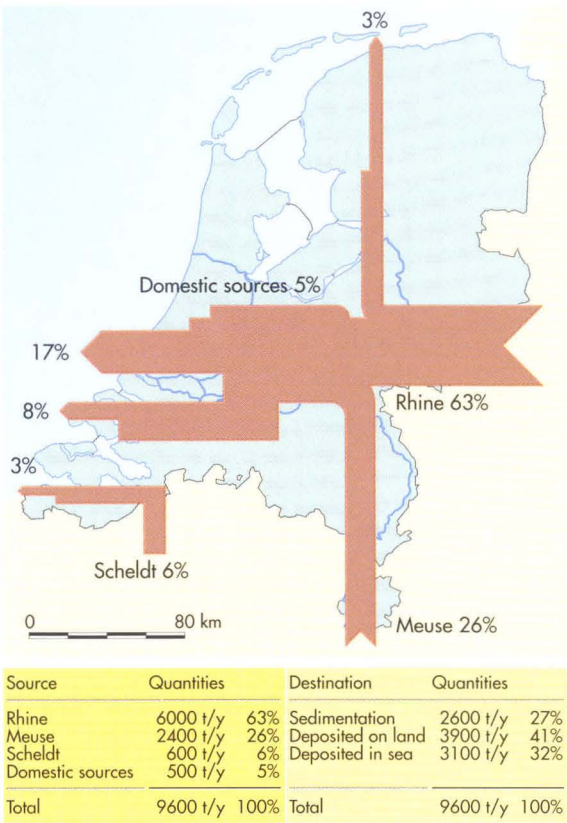 3%
Domestic sources 5%
17%
Rhine 63%
8%
3%
Scheldt 6%
0 80 km
Meuse 26%
Source Quantities
Rhine 6000 t/y 63%
Meuse 2400 t/y 26%
Scheldt 600 t/y 6%
Domestic sources 500 t/y 5%
Total 9600 t/y 100%
Destination Quantities
Sedimentation 2600 t/y 27%
Deposited on land 3900 t/y 41%
Deposited in sea 3100 t/y 32%
Total 9600 t/y 100%